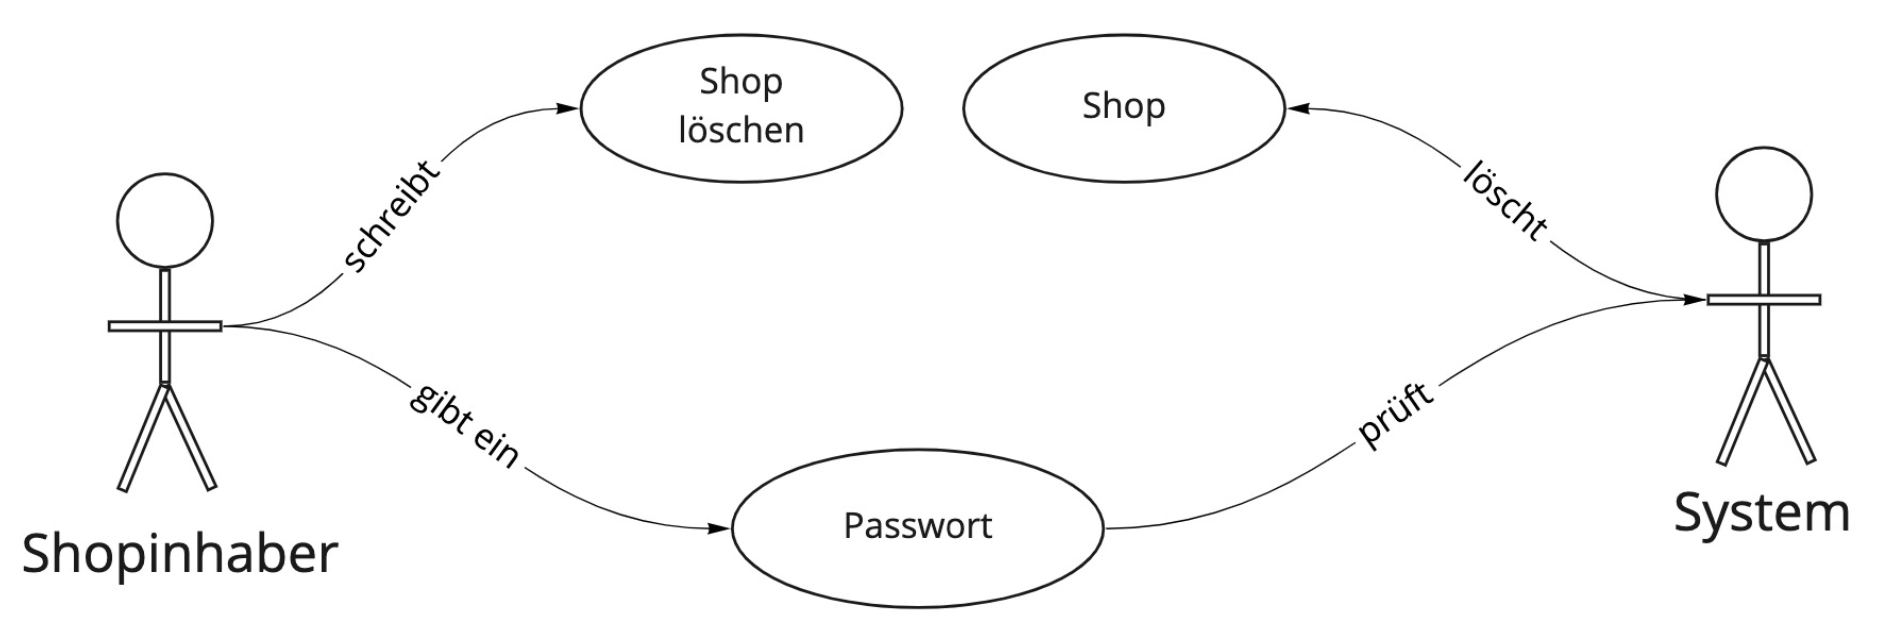 Shop
löschen
Shop
schreibt
löscht
gibt ein
prüft
Passwort
Shopinhaber
System